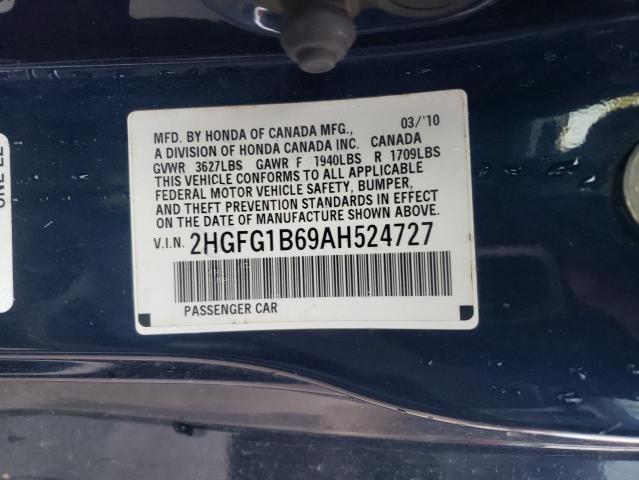 MFD. BY HONDA OF CANADA MFG., 03/'10
A DIVISION OF HONDA CANADA INC. CANADA
GVWR 3627LBS GAWR F 1940LBS R 1709LBS
THIS VEHICLE CONFORMS TO ALL APPLICABLE
FEDERAL MOTOR VEHICLE SAFETY, BUMPER,
AND THEFT PREVENTION STANDARDS IN EFFECT
ON THE DATE OF MANUFACTURE SHOWN ABOVE.
V.I.N. 2HGFG1B69AH524727
PASSENGER CAR